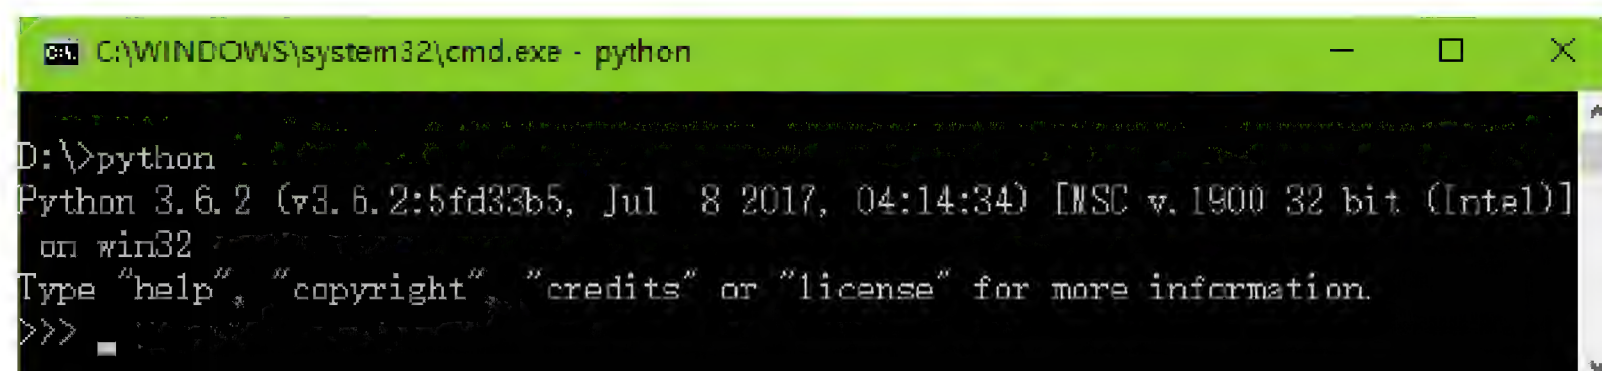 C:\WINDOWS\system32\cmd.exe - python
D:\>python
Python 3.6.2 (v3.6.2:5fd33b5, Jul  8 2017, 04:14:34) [MSC v.1900 32 bit (Intel)]
 on win32
Type "help", "copyright", "credits" or "license" for more information.
>>>